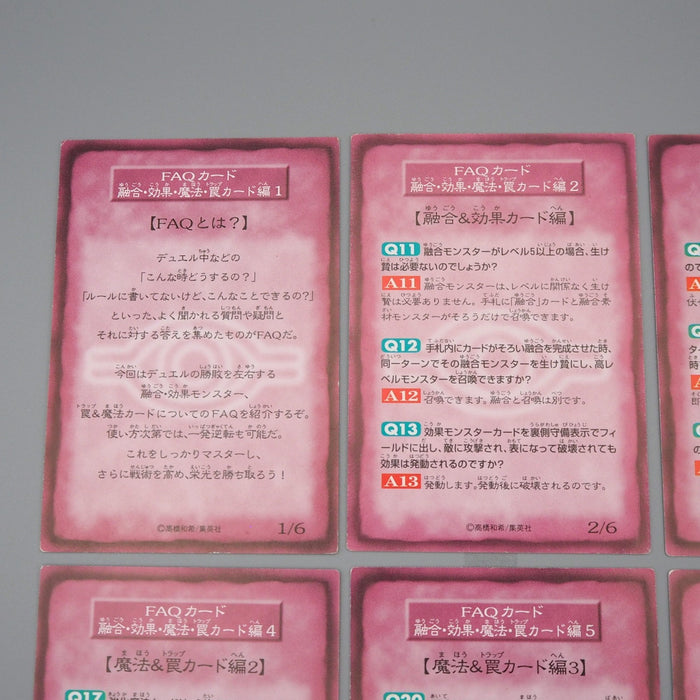 FAQカード
融合・効果・魔法・罠カード編1
【FAQとは?】
デュエル中などの
「こんな時どうするの?」
「ルールに書いてないけど、こんなことできるの?」
といった、よく聞かれる質問や疑問と
それに対する答えを集めたものがFAQだ。
今回はデュエルの勝敗を左右する
融合・効果モンスター、
罠&魔法カードについてのFAQを紹介するぞ。
使い方次第では、一発逆転も可能だ。
これをしっかりマスターし、
さらに戦術を高め、栄光を勝ち取ろう!
©高橋和希/集英社
1/6
FAQカード
融合・効果・魔法・罠カード編2
【融合&効果カード編】
Q11 融合モンスターがレベル5以上の場合、生け
贄は必要ないのでしょうか?
A11 融合モンスターは、レベルに関係なく生け
贄は必要ありません。手札に「融合」カードと融合素
材モンスターがそろうだけで召喚できます。
Q12 手札内にカードがそろい融合を完成させた時、
同一ターンでその融合モンスターを生け贄にし、高レ
ベルモンスターを召喚できますか?
A12 召喚できます。融合と召喚は別です。
Q13 効果モンスターカードを裏側守備表示でフィ
ールドに出し、敵に攻撃され、表になって破壊されても
効果は発動されるのですか?
A13 発動します。発動後に破壊されるのです。
©高橋和希/集英社
2/6
FAQカード
融合・効果・魔法・罠カード編4
【魔法&罠カード編2】
Q17
FAQカード
融合・効果・魔法・罠カード編5
【魔法&罠カード編3】
Q20